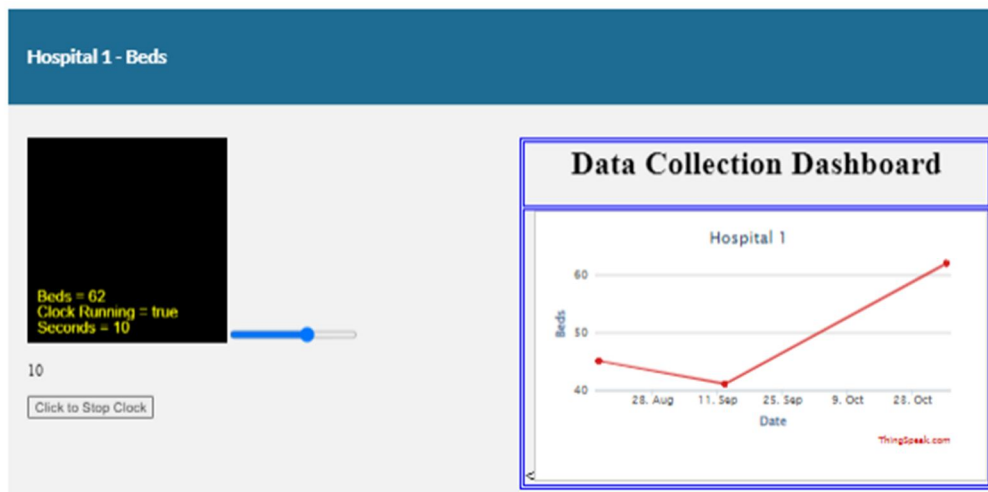 Hospital 1 - Beds
Beds = 62
Clock Running = true
Seconds = 10
10
Click to Stop Clock
Data Collection Dashboard
Hospital 1
60
50
40
Beds
28. Aug 11. Sep 25. Sep 9. Oct 28. Oct
Date
ThingSpeak.com
<